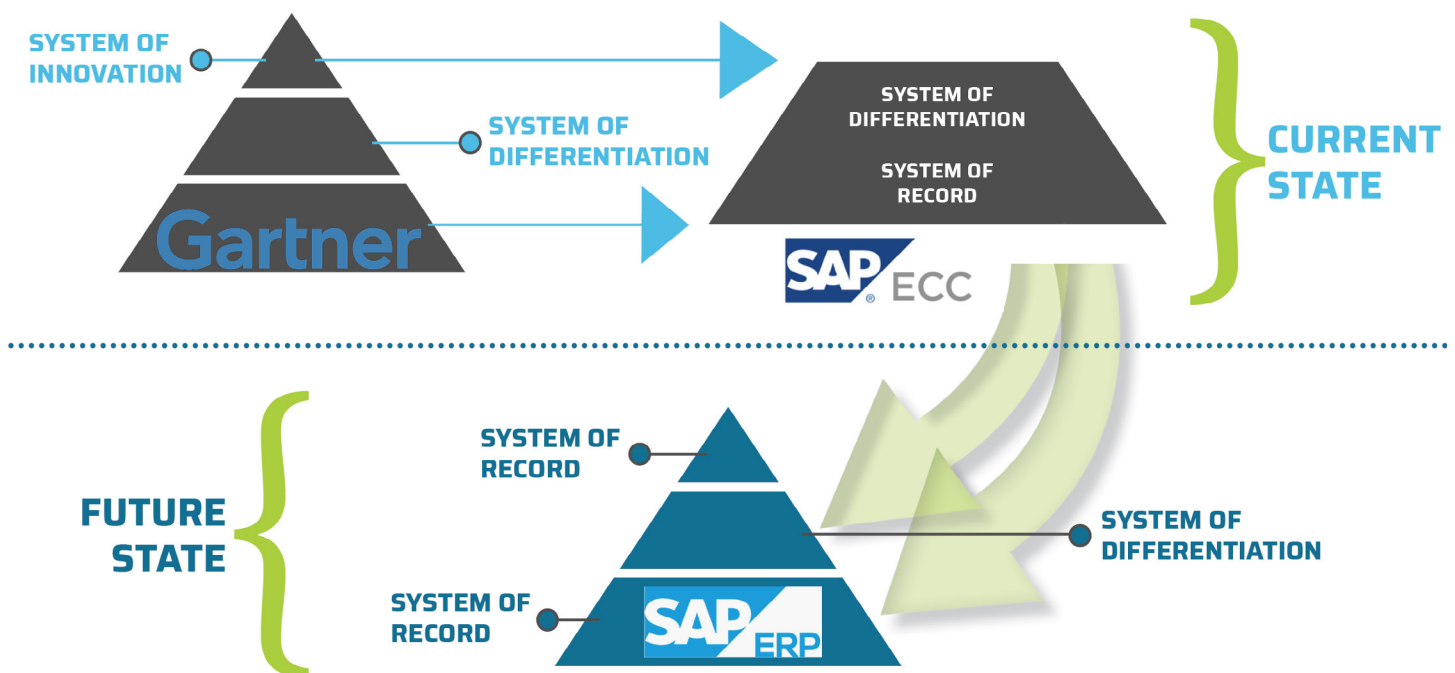 SYSTEM OF
INNOVATION
SYSTEM OF
DIFFERENTIATION
Gartner
SYSTEM OF
DIFFERENTIATION
SYSTEM OF
RECORD
SAP
® ECC
CURRENT
STATE
FUTURE
STATE
SYSTEM OF
RECORD
SYSTEM OF
DIFFERENTIATION
SYSTEM OF
RECORD
SAP
ERP